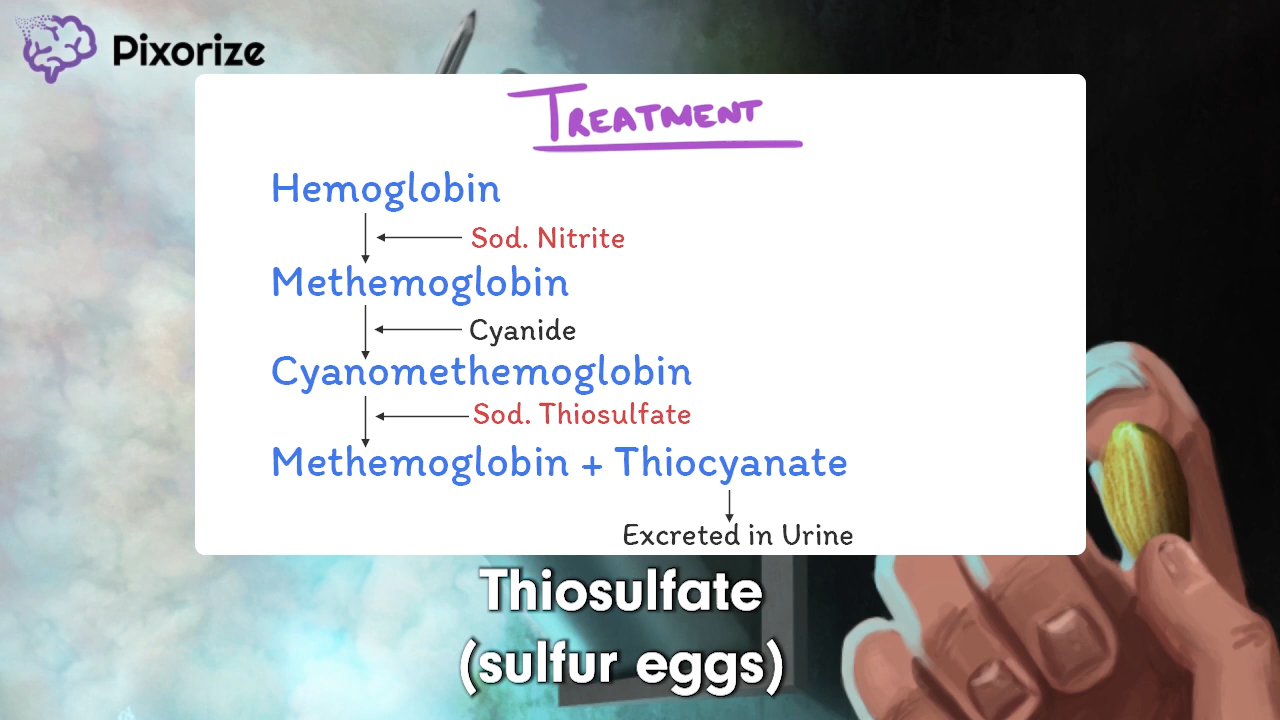 Pixorize
TREATMENT
Hemoglobin
Sod. Nitrite
Methemoglobin
Cyanide
Cyanomethemoglobin
Sod. Thiosulfate
Methemoglobin + Thiocyanate
Excreted in Urine
Thiosulfate
(sulfur eggs)